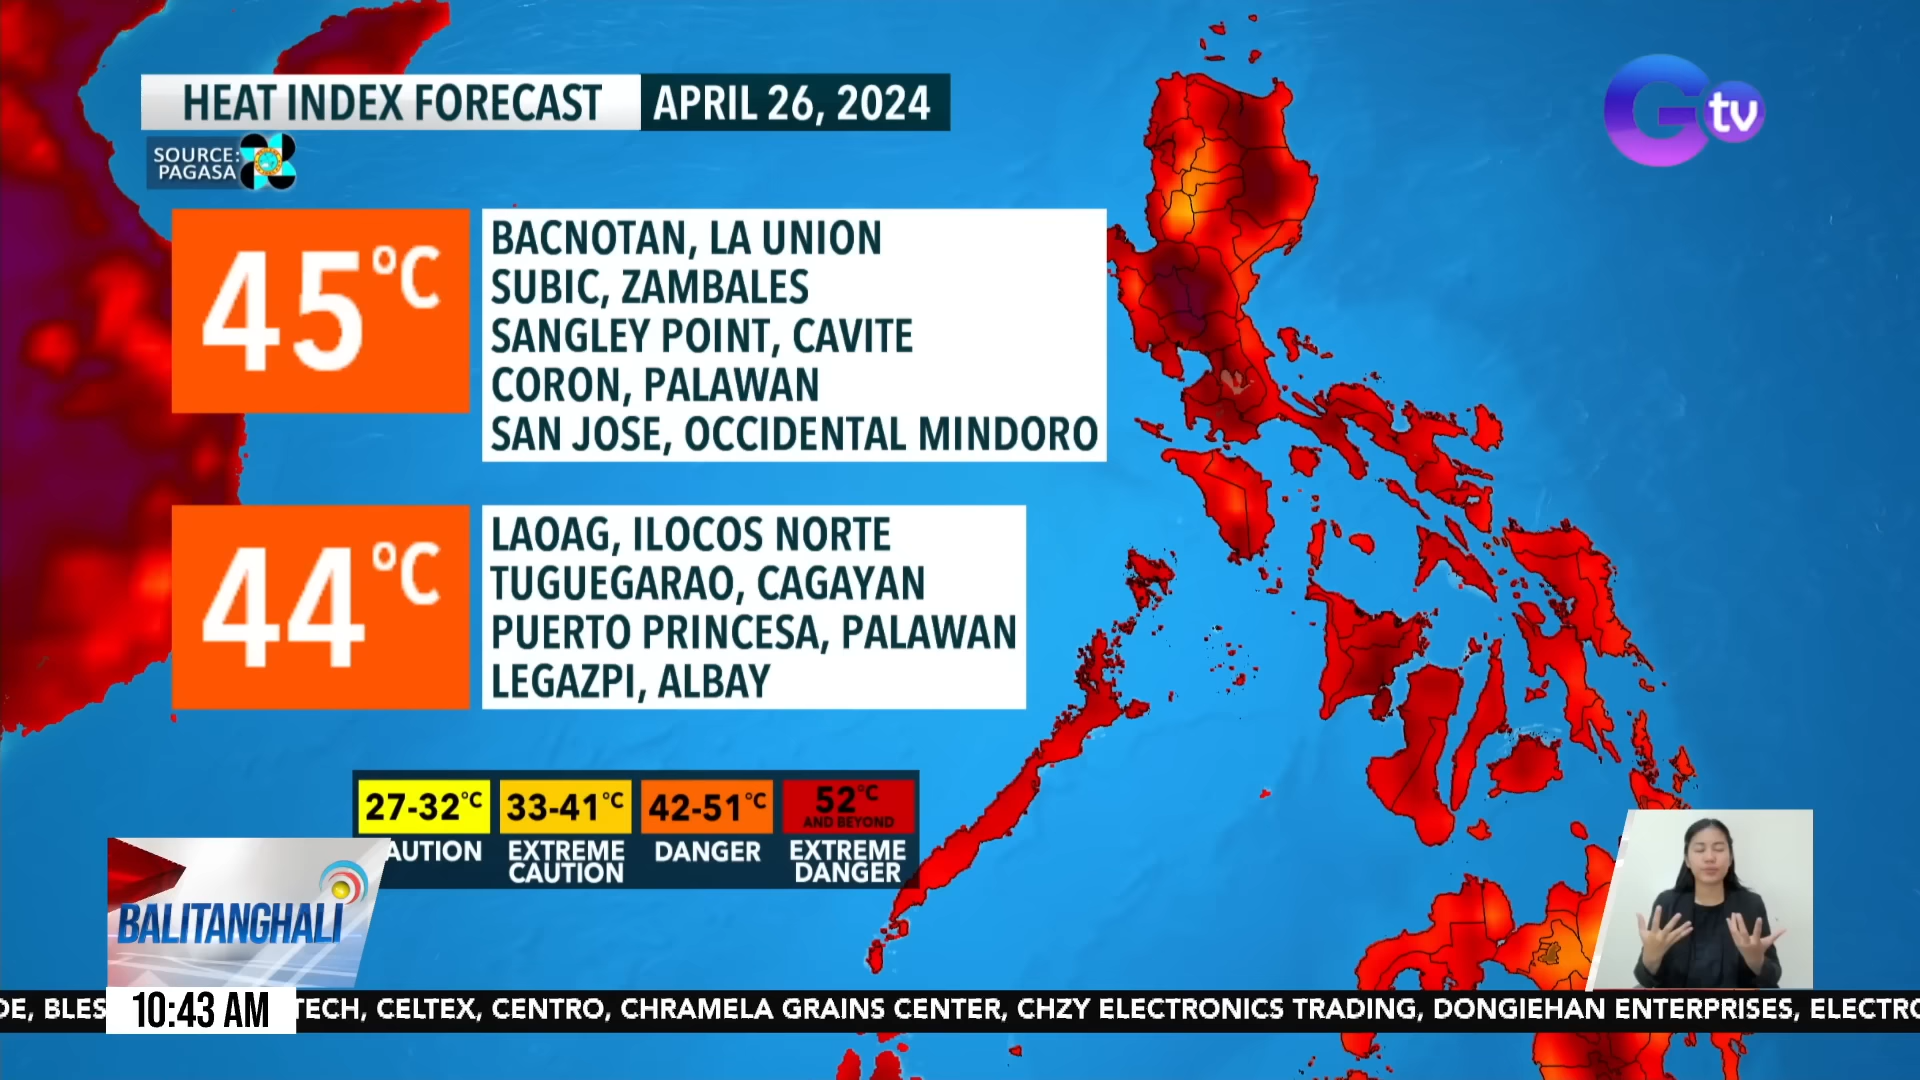 HEAT INDEX FORECAST APRIL 26, 2024
SOURCE:
PAGASA
G tv
45°C
BACNOTAN, LA UNION
SUBIC, ZAMBALES
SANGLEY POINT, CAVITE
CORON, PALAWAN
SAN JOSE, OCCIDENTAL MINDORO
44°C
LAOAG, ILOCOS NORTE
TUGUEGARAO, CAGAYAN
PUERTO PRINCESA, PALAWAN
LEGAZPI, ALBAY
27-32°C
AUTION
33-41°C
EXTREME
CAUTION
42-51°C
DANGER
52°C
AND BEYOND
EXTREME
DANGER
BALITANGHALI
10:43 AM
DE, BLES TECH, CELTEX, CENTRO, CHRAMELA GRAINS CENTER, CHZY ELECTRONICS TRADING, DONGIEHAN ENTERPRISES, ELECTRO